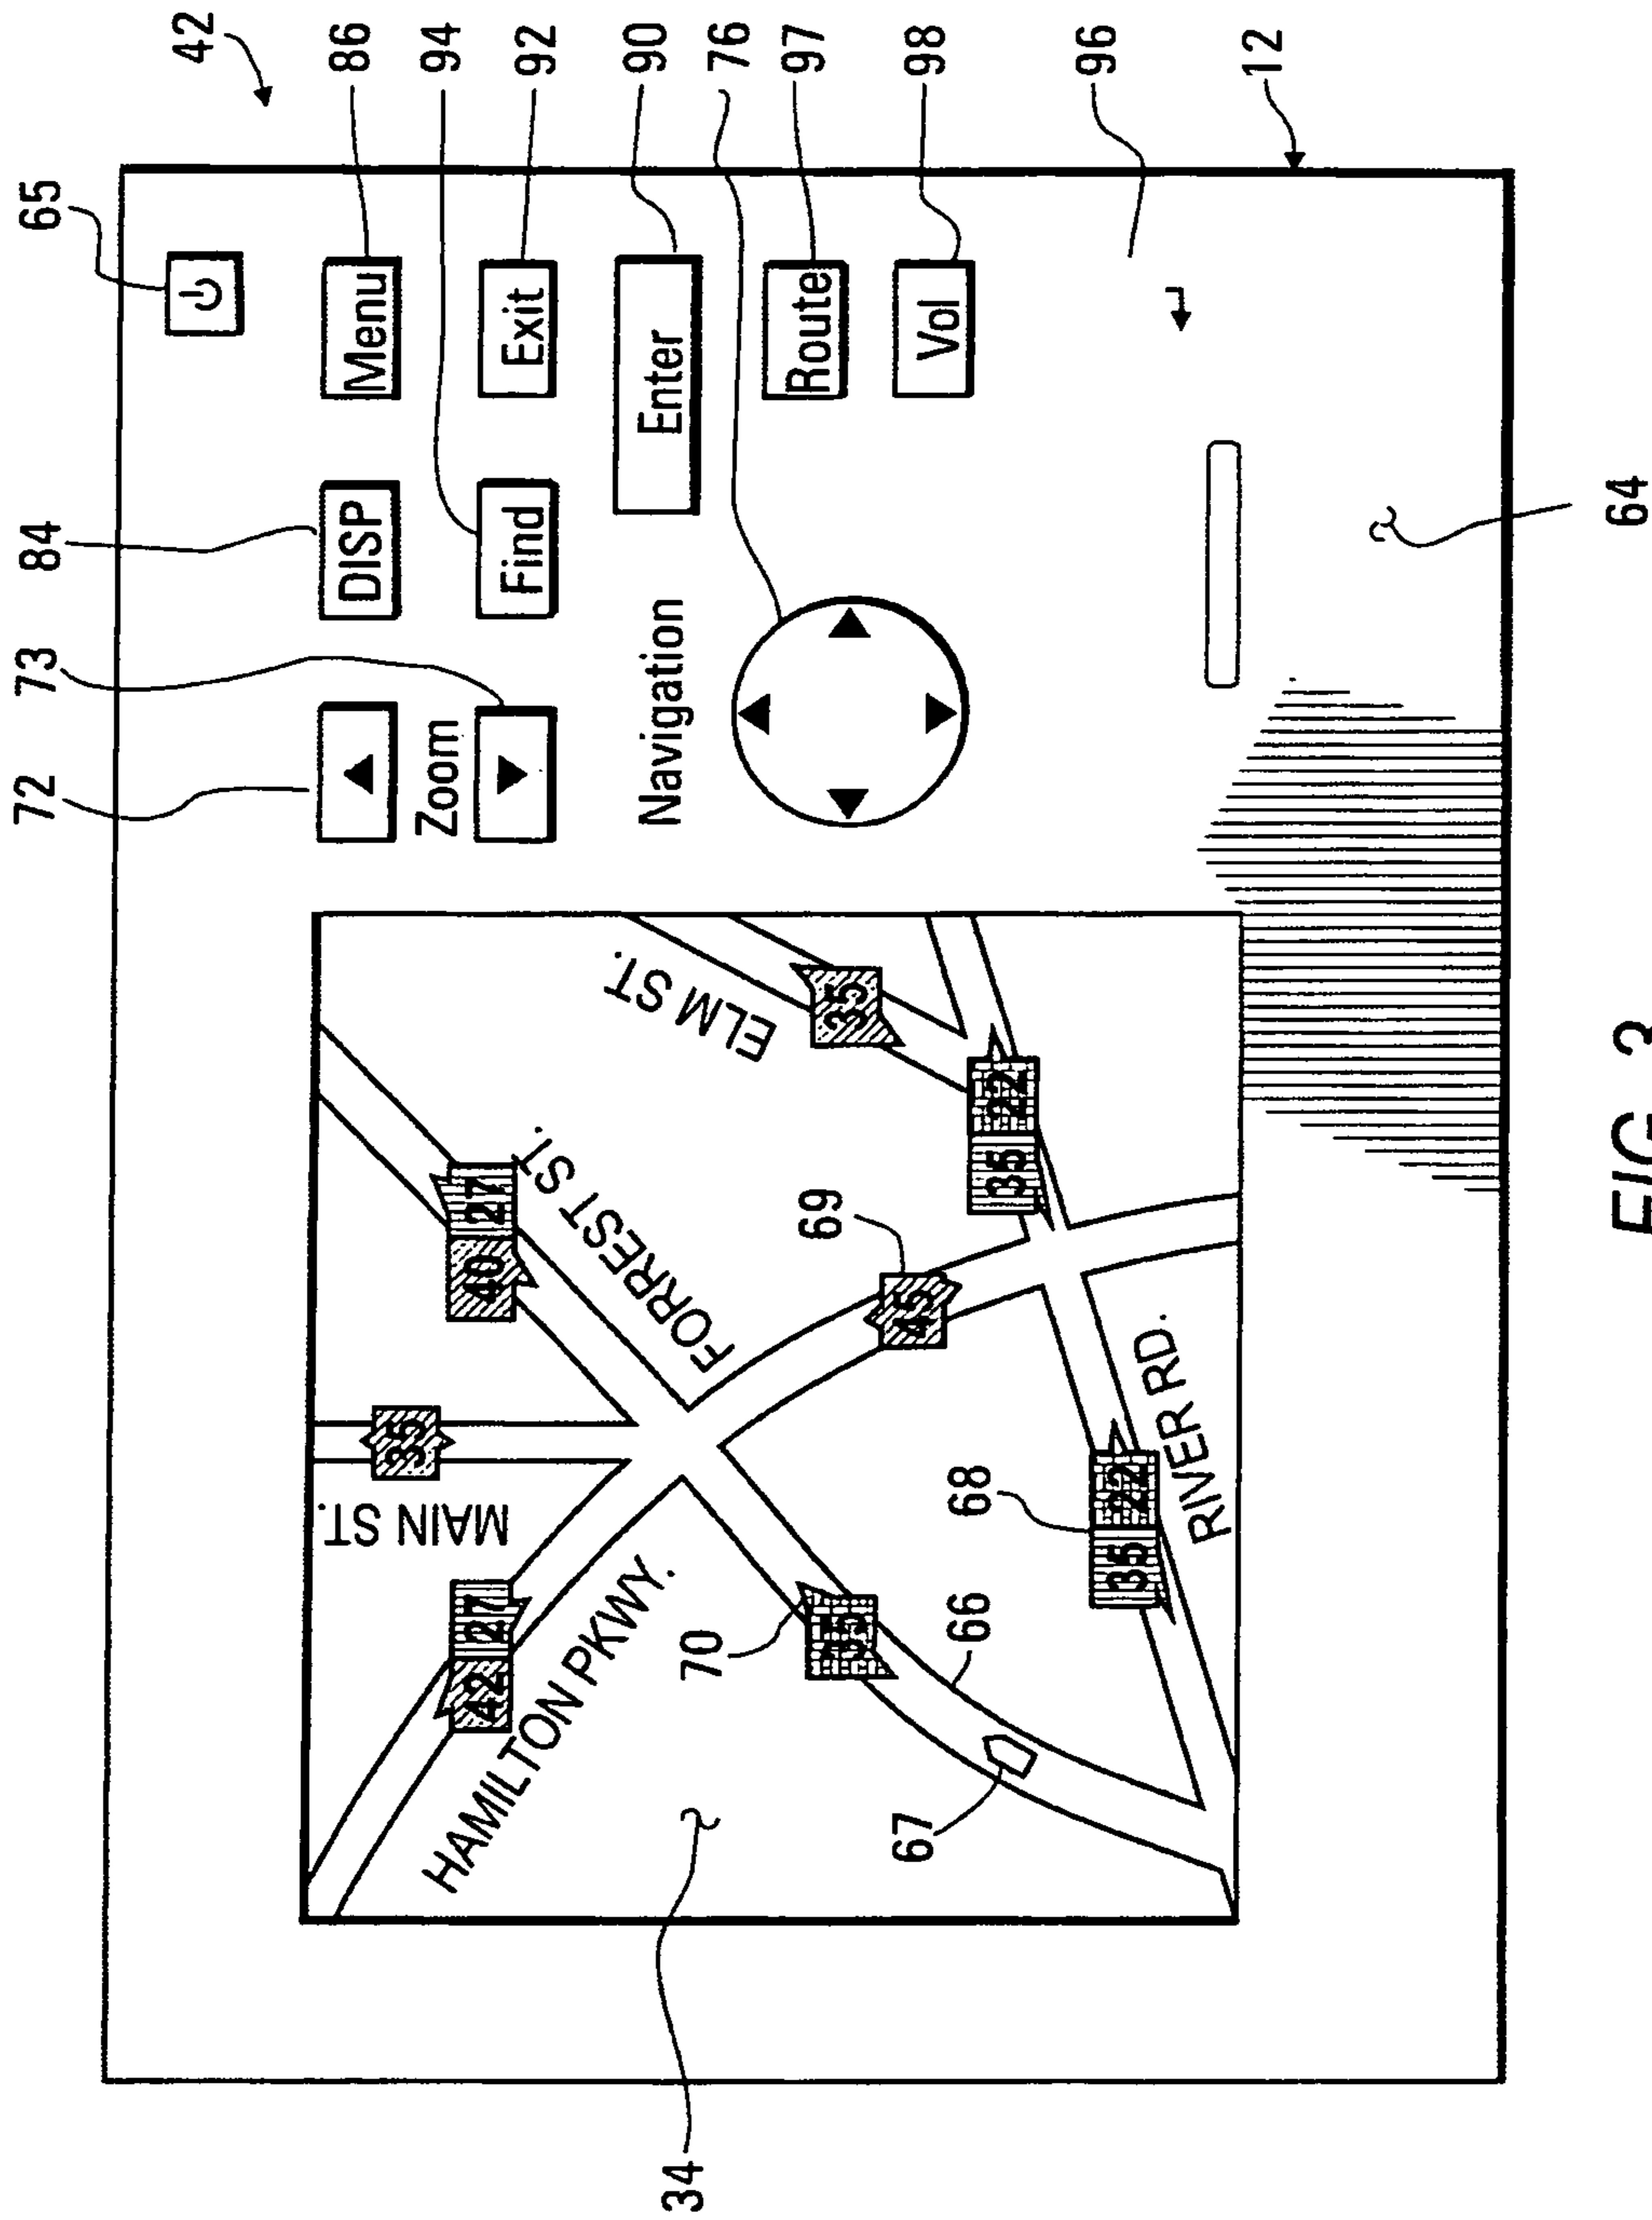 72 73 84 65
42
DISP Menu 86
MAIN ST. 35
Zoom 94
42 27 40 27
HAMILTON PKWY.
FORREST ST.
Find Exit 92
Navigation Enter 90
34
ELM ST.
70 76
Route 97
69
35
67 45
Vol 98
66 68
35 22
35 22
RIVER RD.
96
12
64
FIG. 3